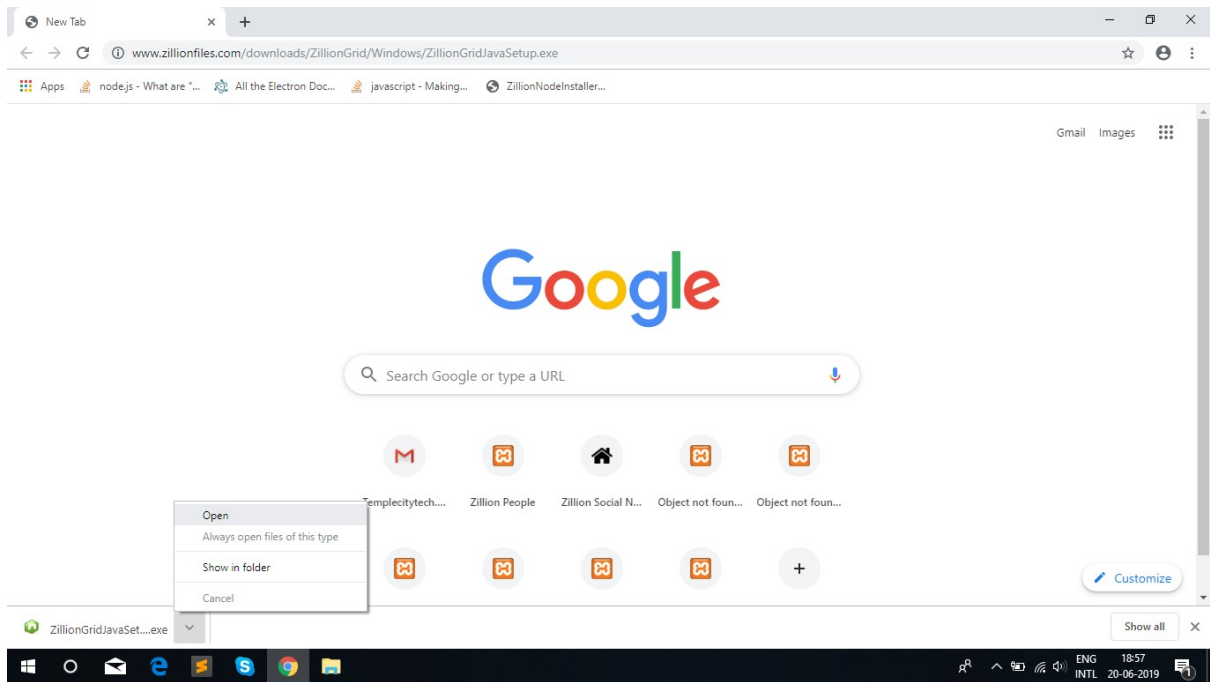 New Tab
www.zillionfiles.com/downloads/ZillionGrid/Windows/ZillionGridJavaSetup.exe
Apps node.js - What are "... All the Electron Doc... javascript - Making... ZillionNodeInstaller...
Gmail Images
Google
Search Google or type a URL
Templecitytech.... Zillion People Zillion Social N... Object not foun... Object not foun...
Open
Always open files of this type
Show in folder
Cancel
Customize
ZillionGridJavaSet....exe
Show all
ENG 18:57
INTL 20-06-2019
1